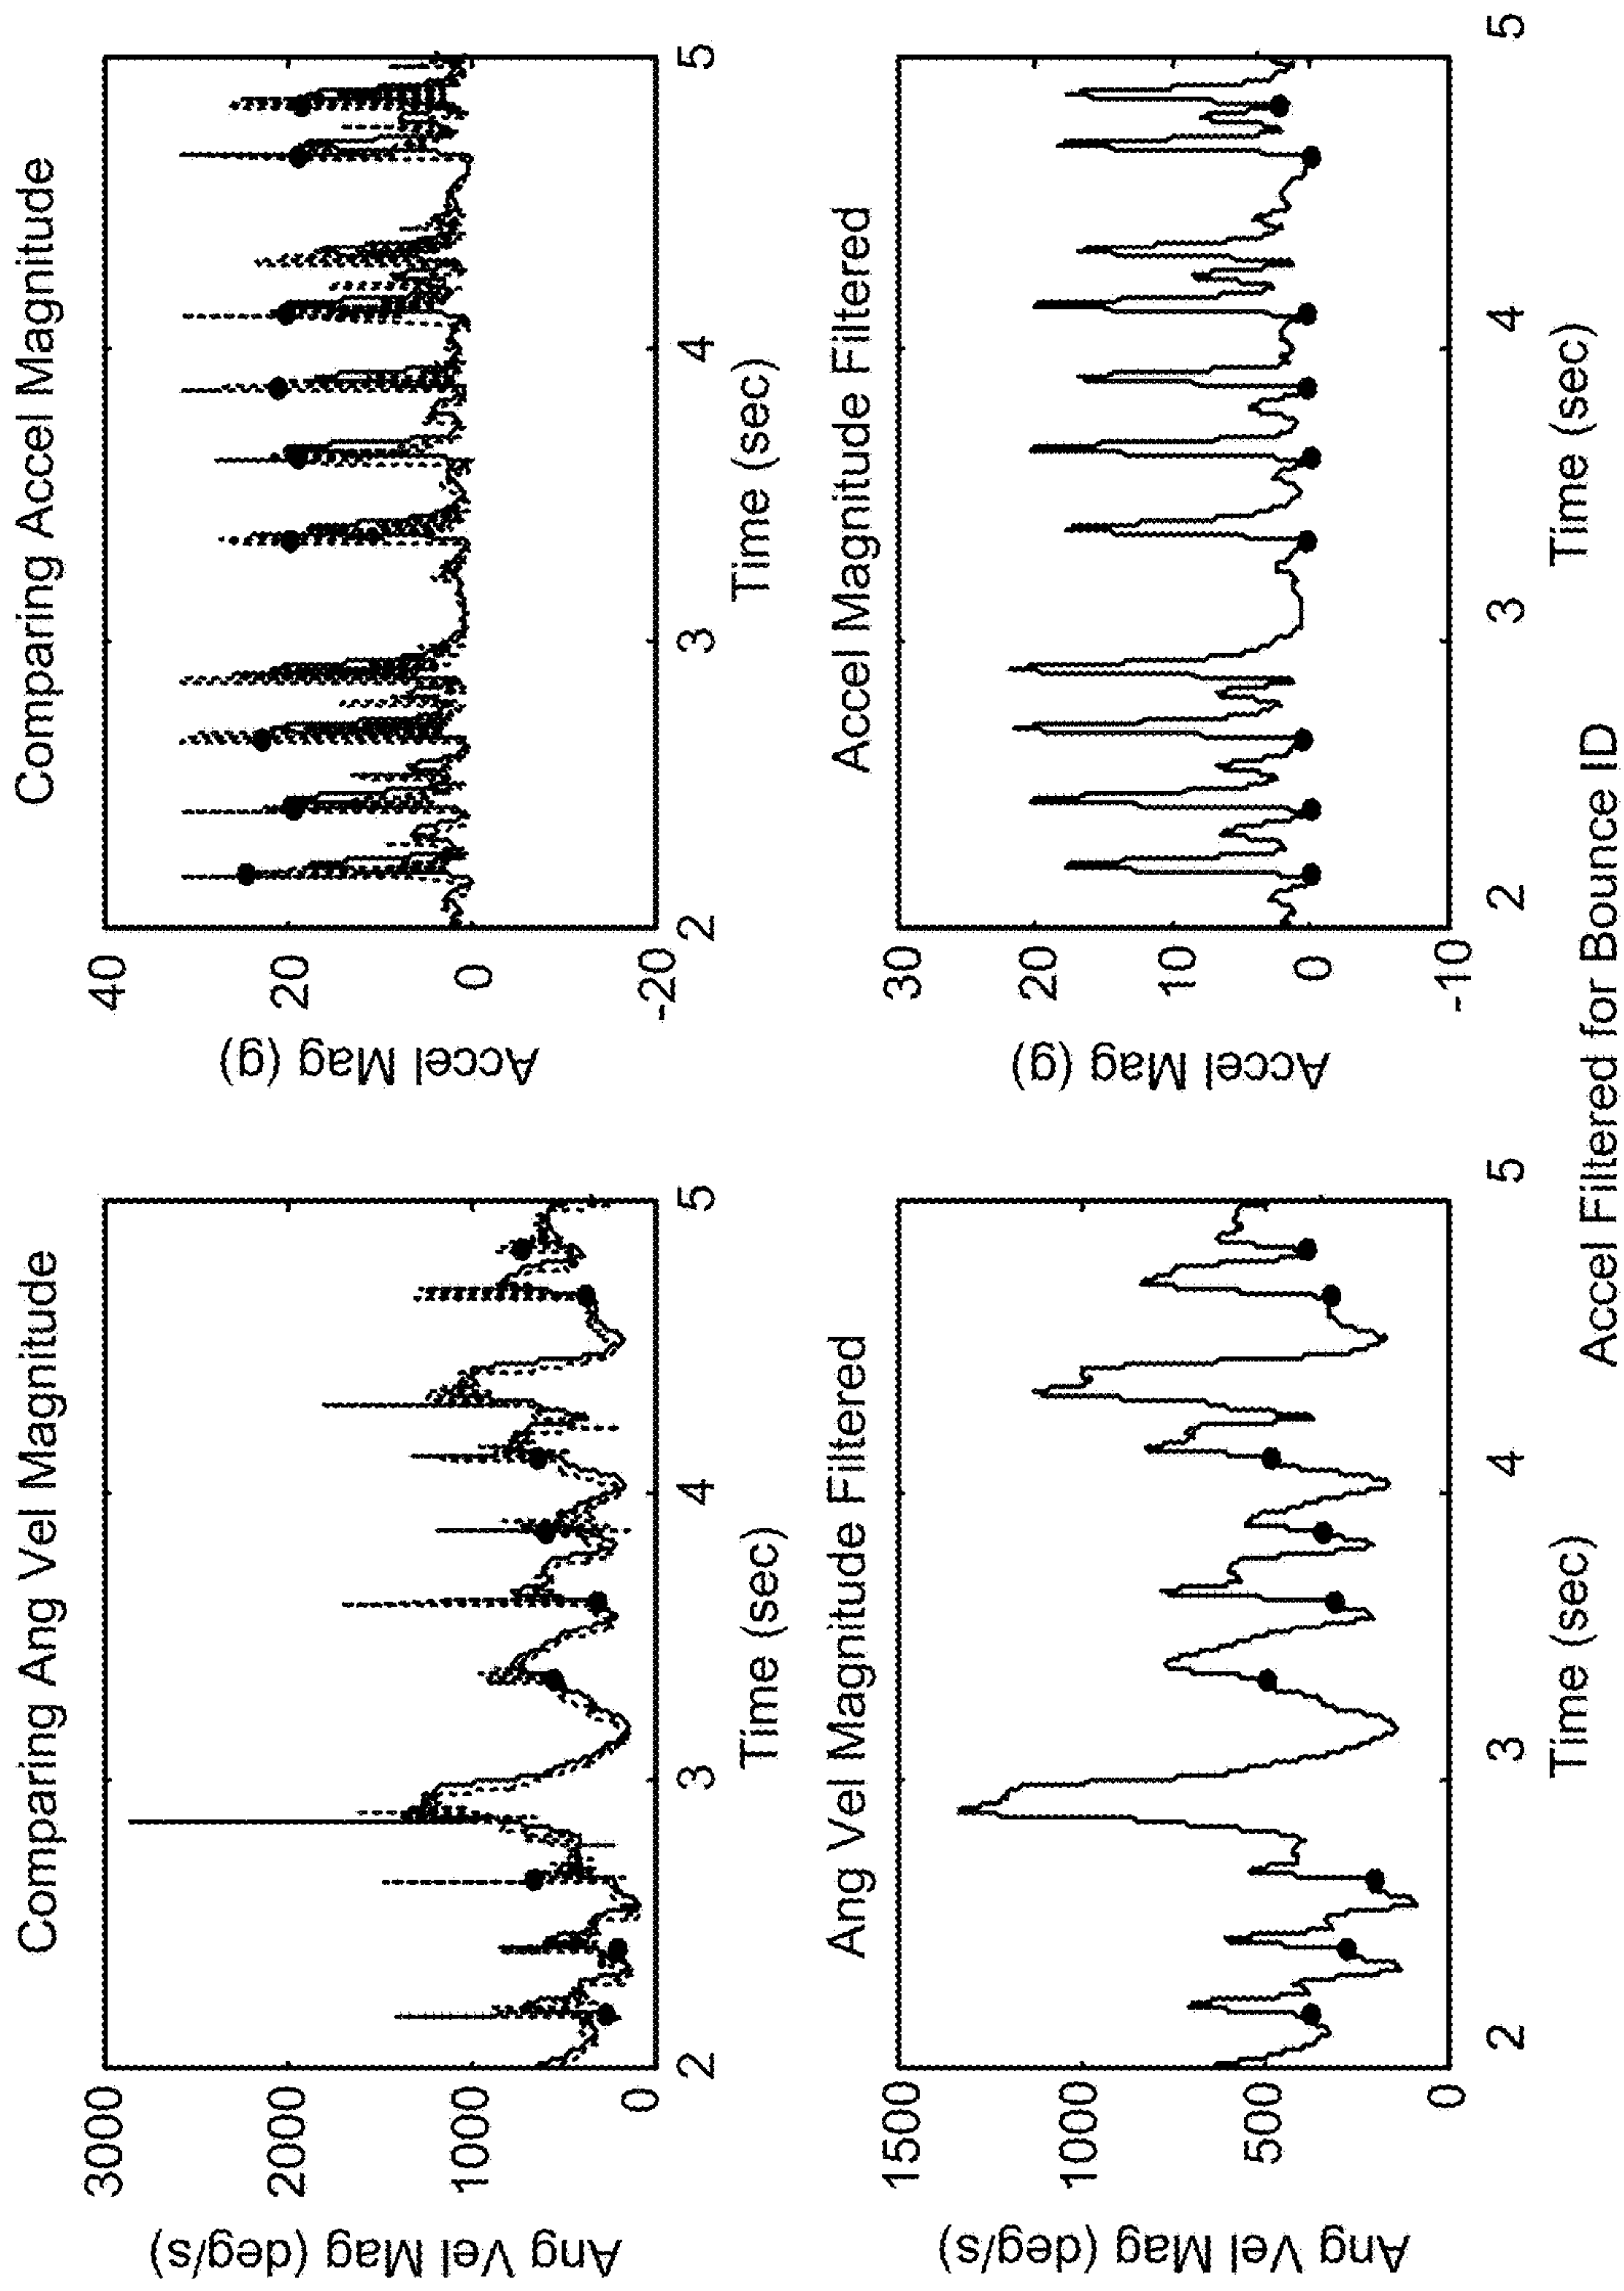 Comparing Ang Vel Magnitude
Ang Vel Mag (deg/s)
3000
2000
1000
0
2
3
4
5
Time (sec)
Comparing Accel Magnitude
Accel Mag (g)
40
20
0
-20
2
3
4
5
Time (sec)
Ang Vel Magnitude Filtered
Ang Vel Mag (deg/s)
1500
1000
500
0
2
3
4
5
Time (sec)
Accel Magnitude Filtered
Accel Mag (g)
30
20
10
0
-10
2
3
4
5
Time (sec)
Accel Filtered for Bounce ID